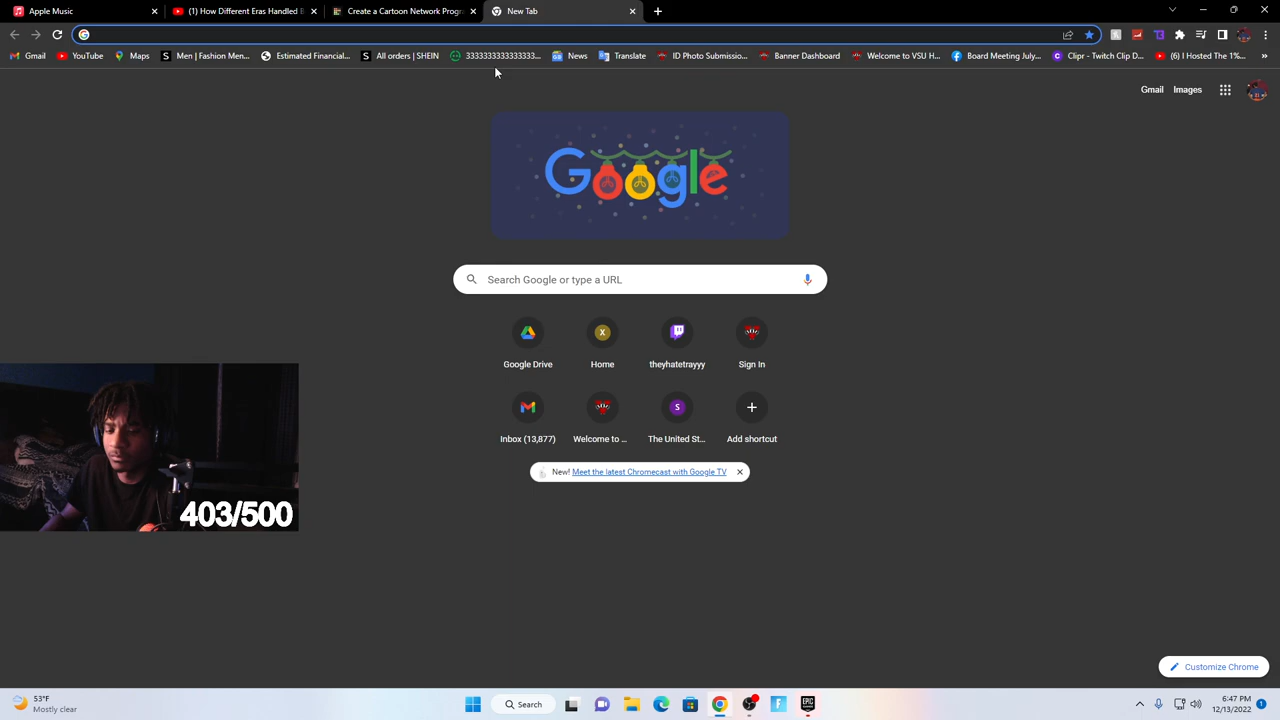 Apple Music
(1) How Different Eras Handled B
Create a Cartoon Network Progra
New Tab
Gmail
YouTube
Maps
Men | Fashion Men...
Estimated Financial...
All orders | SHEIN
33333333333333...
News
Translate
ID Photo Submissio...
Banner Dashboard
Welcome to VSU H...
Board Meeting July...
Clipr - Twitch Clip D...
(6) I Hosted The 1%...
Gmail
Images
Google
Search Google or type a URL
Google Drive
X
Home
theyhatetrayyy
Sign In
Inbox (13,877)
Welcome to ...
S
The United St...
Add shortcut
New! Meet the latest Chromecast with Google TV
403/500
Customize Chrome
53°F
Mostly clear
Search
EPIC
6:47 PM
12/13/2022
1